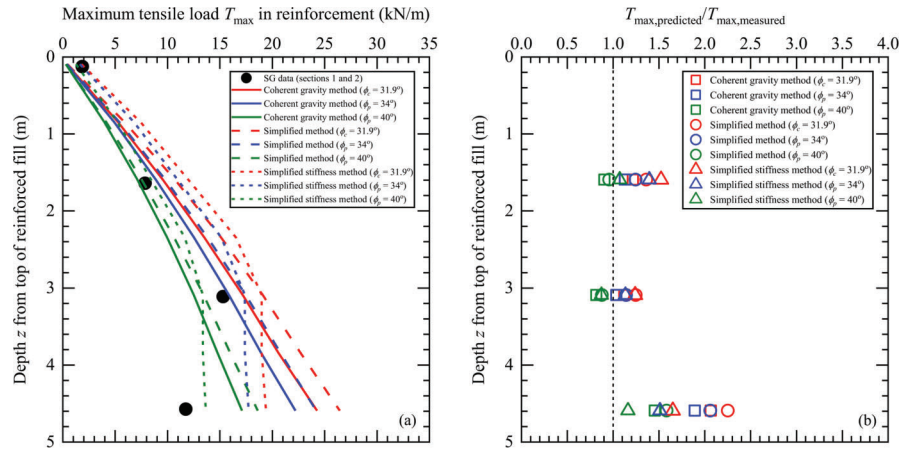 Maximum tensile load Tmax in reinforcement (kN/m)
0 5 10 15 20 25 30 35
0
1
2
3
4
5
Depth z from top of reinforced fill (m)
SG data (sections 1 and 2)
Coherent gravity method (ϕc = 31.9°)
Coherent gravity method (ϕp = 34°)
Coherent gravity method (ϕp = 40°)
Simplified method (ϕc = 31.9°)
Simplified method (ϕp = 34°)
Simplified method (ϕp = 40°)
Simplified stiffness method (ϕc = 31.9°)
Simplified stiffness method (ϕp = 34°)
Simplified stiffness method (ϕp = 40°)
(a)
Tmax,predicted/Tmax,measured
0.0 0.5 1.0 1.5 2.0 2.5 3.0 3.5 4.0
0
1
2
3
4
5
Depth z from top of reinforced fill (m)
Coherent gravity method (ϕc = 31.9°)
Coherent gravity method (ϕp = 34°)
Coherent gravity method (ϕp = 40°)
Simplified method (ϕc = 31.9°)
Simplified method (ϕp = 34°)
Simplified method (ϕp = 40°)
Simplified stiffness method (ϕc = 31.9°)
Simplified stiffness method (ϕp = 34°)
Simplified stiffness method (ϕp = 40°)
(b)